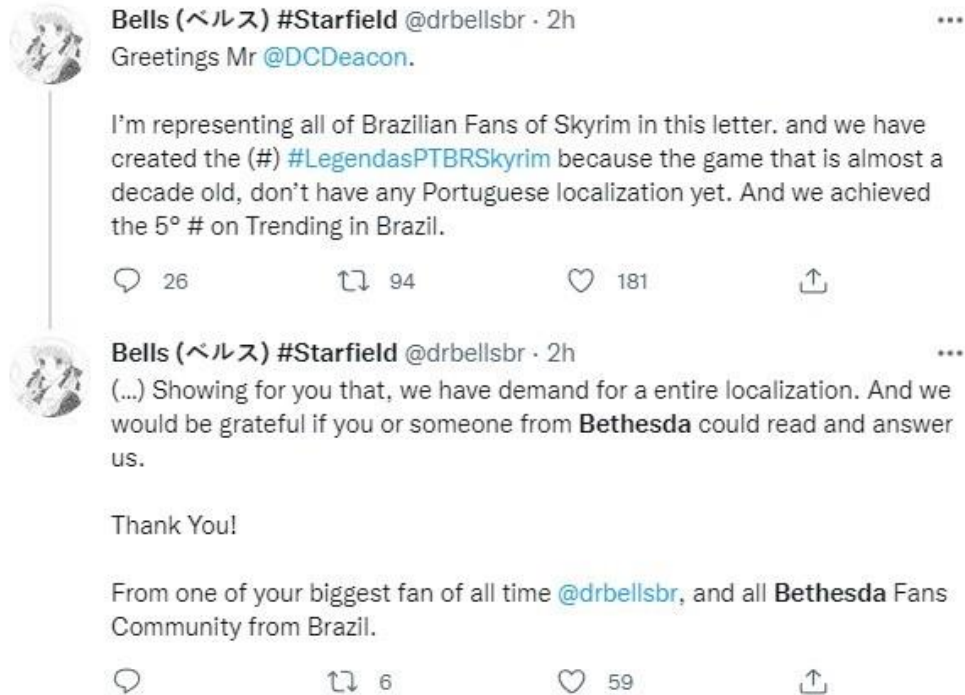 Bells (ベルス) #Starfield @drbellsbr · 2h
Greetings Mr @DCDeacon.
I'm representing all of Brazilian Fans of Skyrim in this letter. and we have
created the (#) #LegendasPTBRSkyrim because the game that is almost a
decade old, don't have any Portuguese localization yet. And we achieved
the 5° # on Trending in Brazil.
26 94 181
Bells (ベルス) #Starfield @drbellsbr · 2h
(...) Showing for you that, we have demand for a entire localization. And we
would be grateful if you or someone from Bethesda could read and answer
us.
Thank You!
From one of your biggest fan of all time @drbellsbr, and all Bethesda Fans
Community from Brazil.
6 59